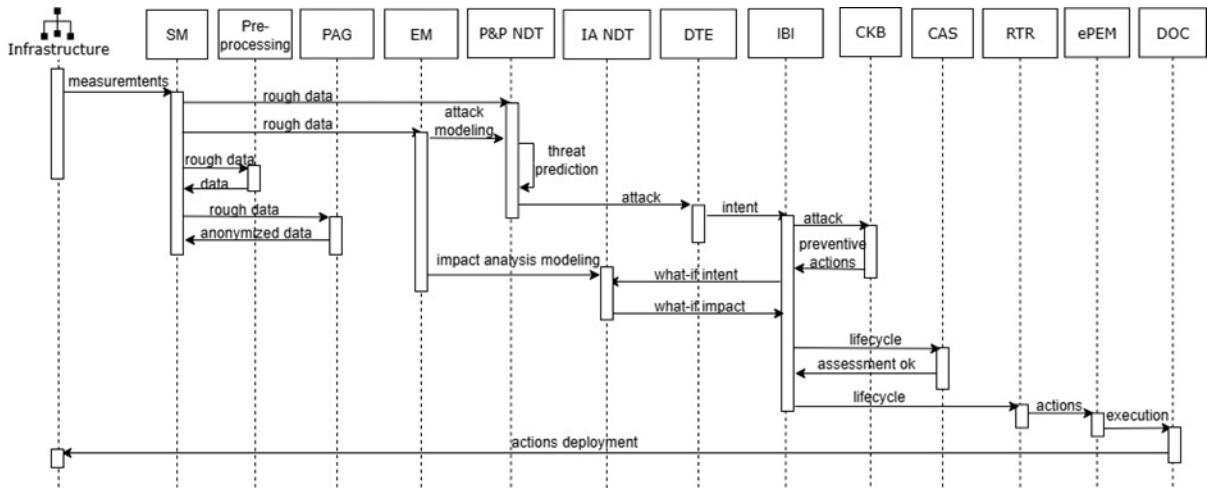 Infrastructure
SM
Pre-
processing
PAG
EM
P&P NDT
IA NDT
DTE
IBI
CKB
CAS
RTR
ePEM
DOC
measuremtents
rough data
attack
modeling
rough data
threat
prediction
rough data
data
rough data
anonymized data
attack
intent
attack
preventive
actions
impact analysis modeling
what-if intent
what-if impact
lifecycle
assessment ok
lifecycle
actions
execution
actions deployment